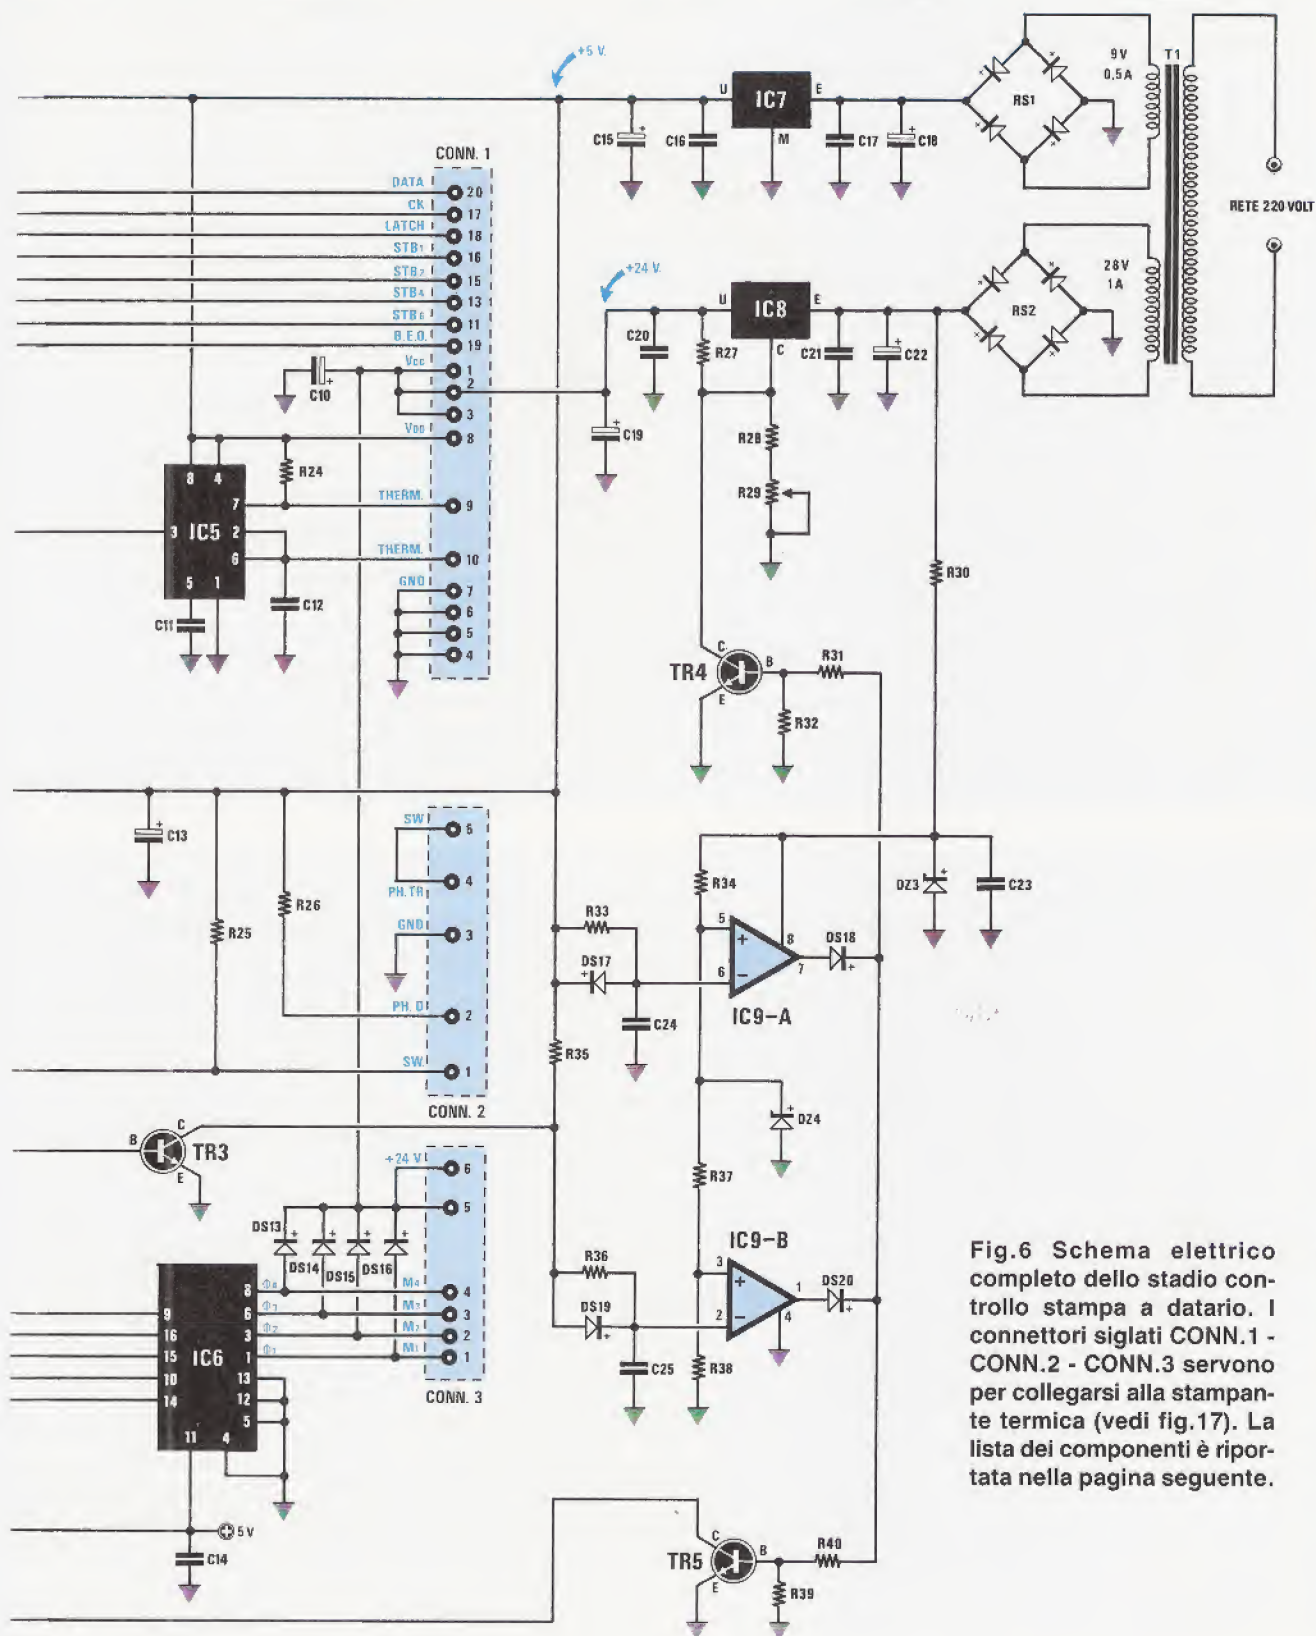 +5 V.
9V
0,5A
T1
RS1
U
IC7
E
M
C15
+
C16
C17
C18
+
RETE 220 VOLT
CONN. 1
DATA
20
CK
17
LATCH
18
STB1
16
STB2
15
STB4
13
STB6
11
B.E.O.
19
Vcc
1
2
3
VDD
8
THERM.
9
THERM.
10
GND
7
6
5
4
+24 V.
28V
1A
RS2
U
IC8
E
C
C20
R27
C21
C22
+
C10
+
C19
+
R28
R29
R24
8
4
7
3
IC5
2
6
5
1
C11
C12
R30
TR4
C
B
E
R31
R32
C13
+
R25
R26
SW
5
4
PH.TR
GND
3
PH. D
2
SW.
1
CONN. 2
R33
DS17
+
C24
R35
R34
5
+
6
−
8
7
IC9-A
DS18
+
DZ3
+
C23
DZ4
+
R37
B
C
TR3
E
+24 V
6
5
DS13
+
DS14
+
DS15
+
DS16
+
Φ4
M4
4
Φ3
M3
3
Φ2
M2
2
Φ1
M1
1
CONN. 3
9
16
15
10
14
IC6
8
6
3
1
13
12
5
11
4
5 V
C14
R36
DS19
+
C25
R38
IC9-B
3
+
2
−
1
4
DS20
+
TR5
C
B
E
R40
R39
Fig.6 Schema elettrico
completo dello stadio con-
trollo stampa a datario. I
connettori siglati CONN.1 -
CONN.2 - CONN.3 servono
per collegarsi alla stampan-
te termica (vedi fig.17). La
lista dei componenti è ripor-
tata nella pagina seguente.